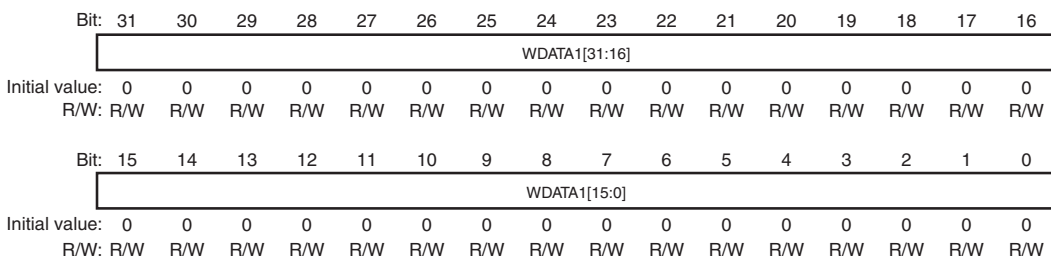 Bit: 31 30 29 28 27 26 25 24 23 22 21 20 19 18 17 16
WDATA1[31:16]
Initial value: 0 0 0 0 0 0 0 0 0 0 0 0 0 0 0 0
R/W: R/W R/W R/W R/W R/W R/W R/W R/W R/W R/W R/W R/W R/W R/W R/W R/W
Bit: 15 14 13 12 11 10 9 8 7 6 5 4 3 2 1 0
WDATA1[15:0]
Initial value: 0 0 0 0 0 0 0 0 0 0 0 0 0 0 0 0
R/W: R/W R/W R/W R/W R/W R/W R/W R/W R/W R/W R/W R/W R/W R/W R/W R/W